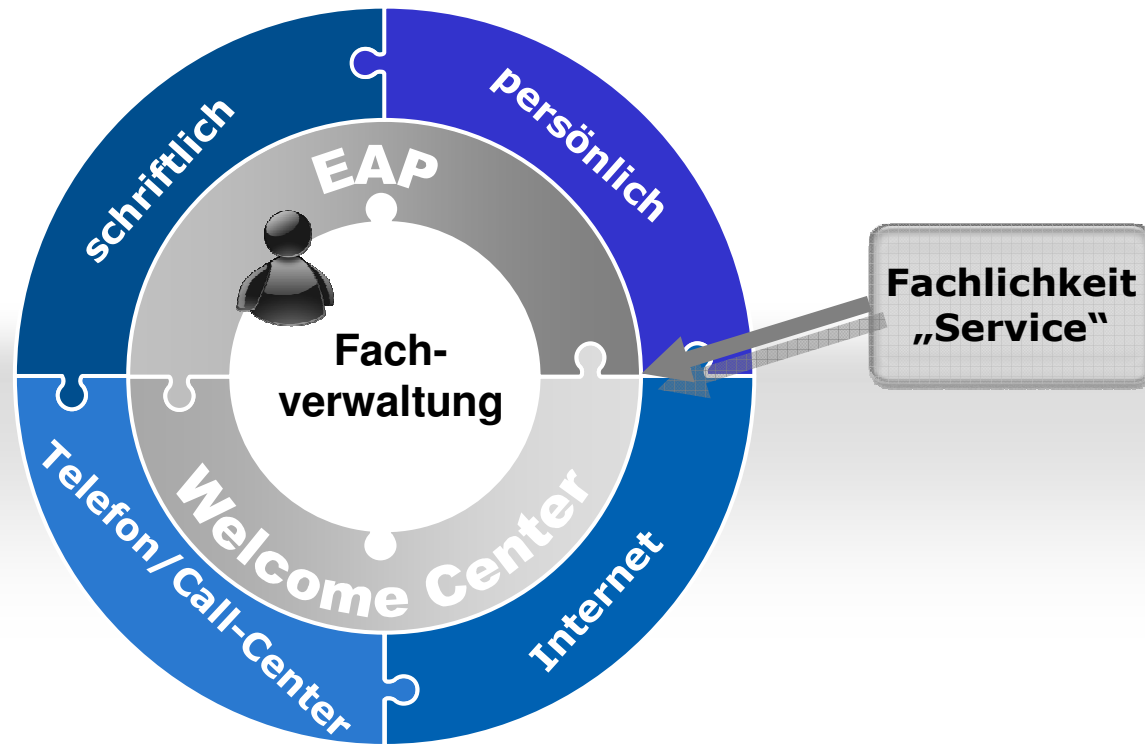 schriftlich
persönlich
EAP
Fachlichkeit
„Service“
Fach-
verwaltung
Welcome Center
Telefon/Call-Center
Internet